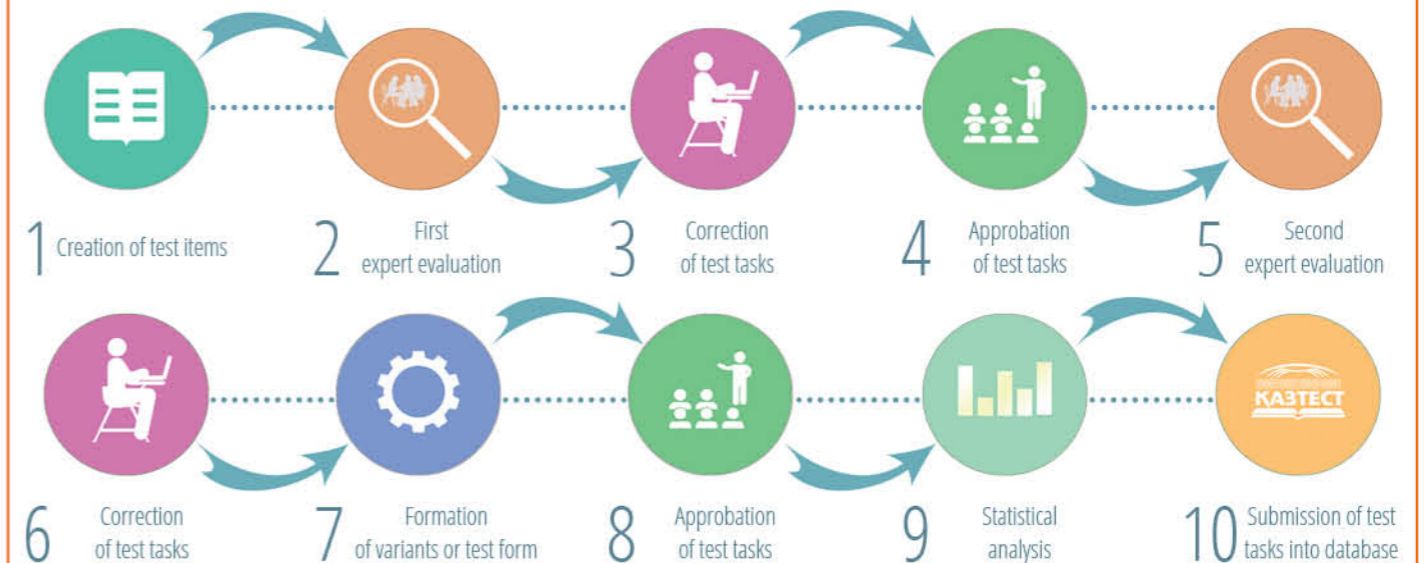 1 Creation of test items
2 First
expert evaluation
3 Correction
of test tasks
4 Approbation
of test tasks
5 Second
expert evaluation
6 Correction
of test tasks
7 Formation
of variants or test form
8 Approbation
of test tasks
9 Statistical
analysis
ҚАЗТЕСТ
10 Submission of test
tasks into database